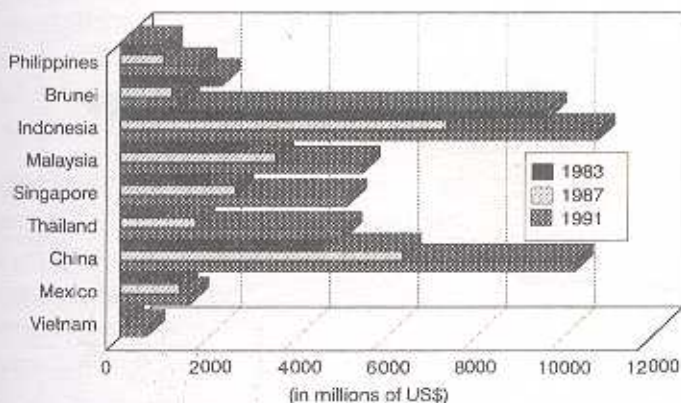 Philippines
Brunei
Indonesia
Malaysia
Singapore
Thailand
China
Mexico
Vietnam
1983
1987
1991
0 2000 4000 6000 8000 10000 12000
(in millions of US$)